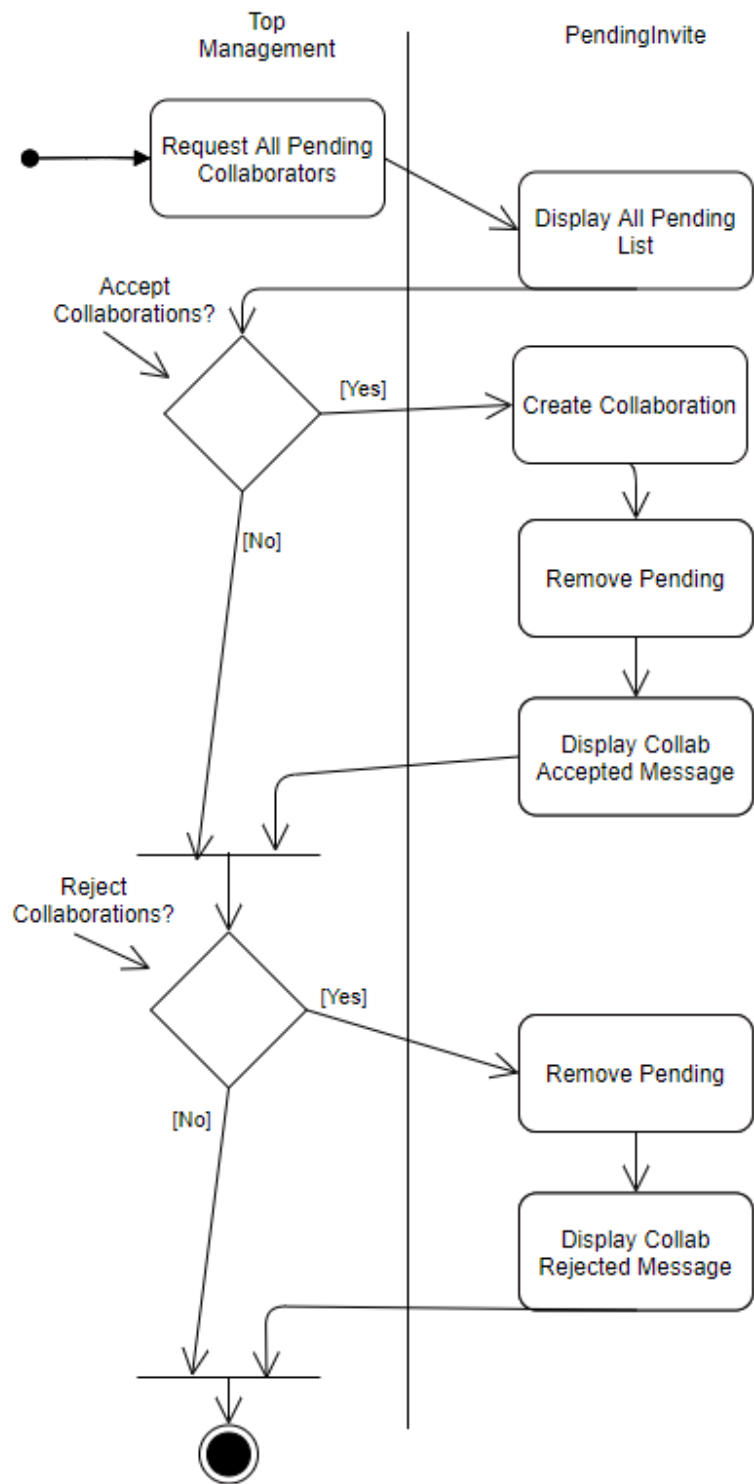 Top
Management
PendingInvite
Request All Pending
Collaborators
Display All Pending
List
Accept
Collaborations?
[Yes]
Create Collaboration
[No]
Remove Pending
Display Collab
Accepted Message
Reject
Collaborations?
[Yes]
Remove Pending
[No]
Display Collab
Rejected Message